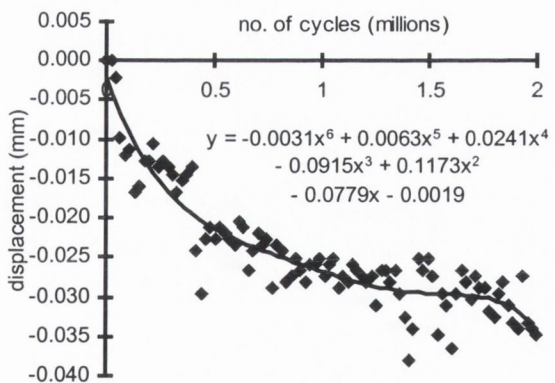 0.005
no. of cycles (millions)
0.000
0 0.5 1 1.5 2
-0.005
-0.010
y = -0.0031x⁶ + 0.0063x⁵ + 0.0241x⁴
- 0.0915x³ + 0.1173x²
-0.015
- 0.0779x - 0.0019
-0.020
displacement (mm)
-0.025
-0.030
-0.035
-0.040